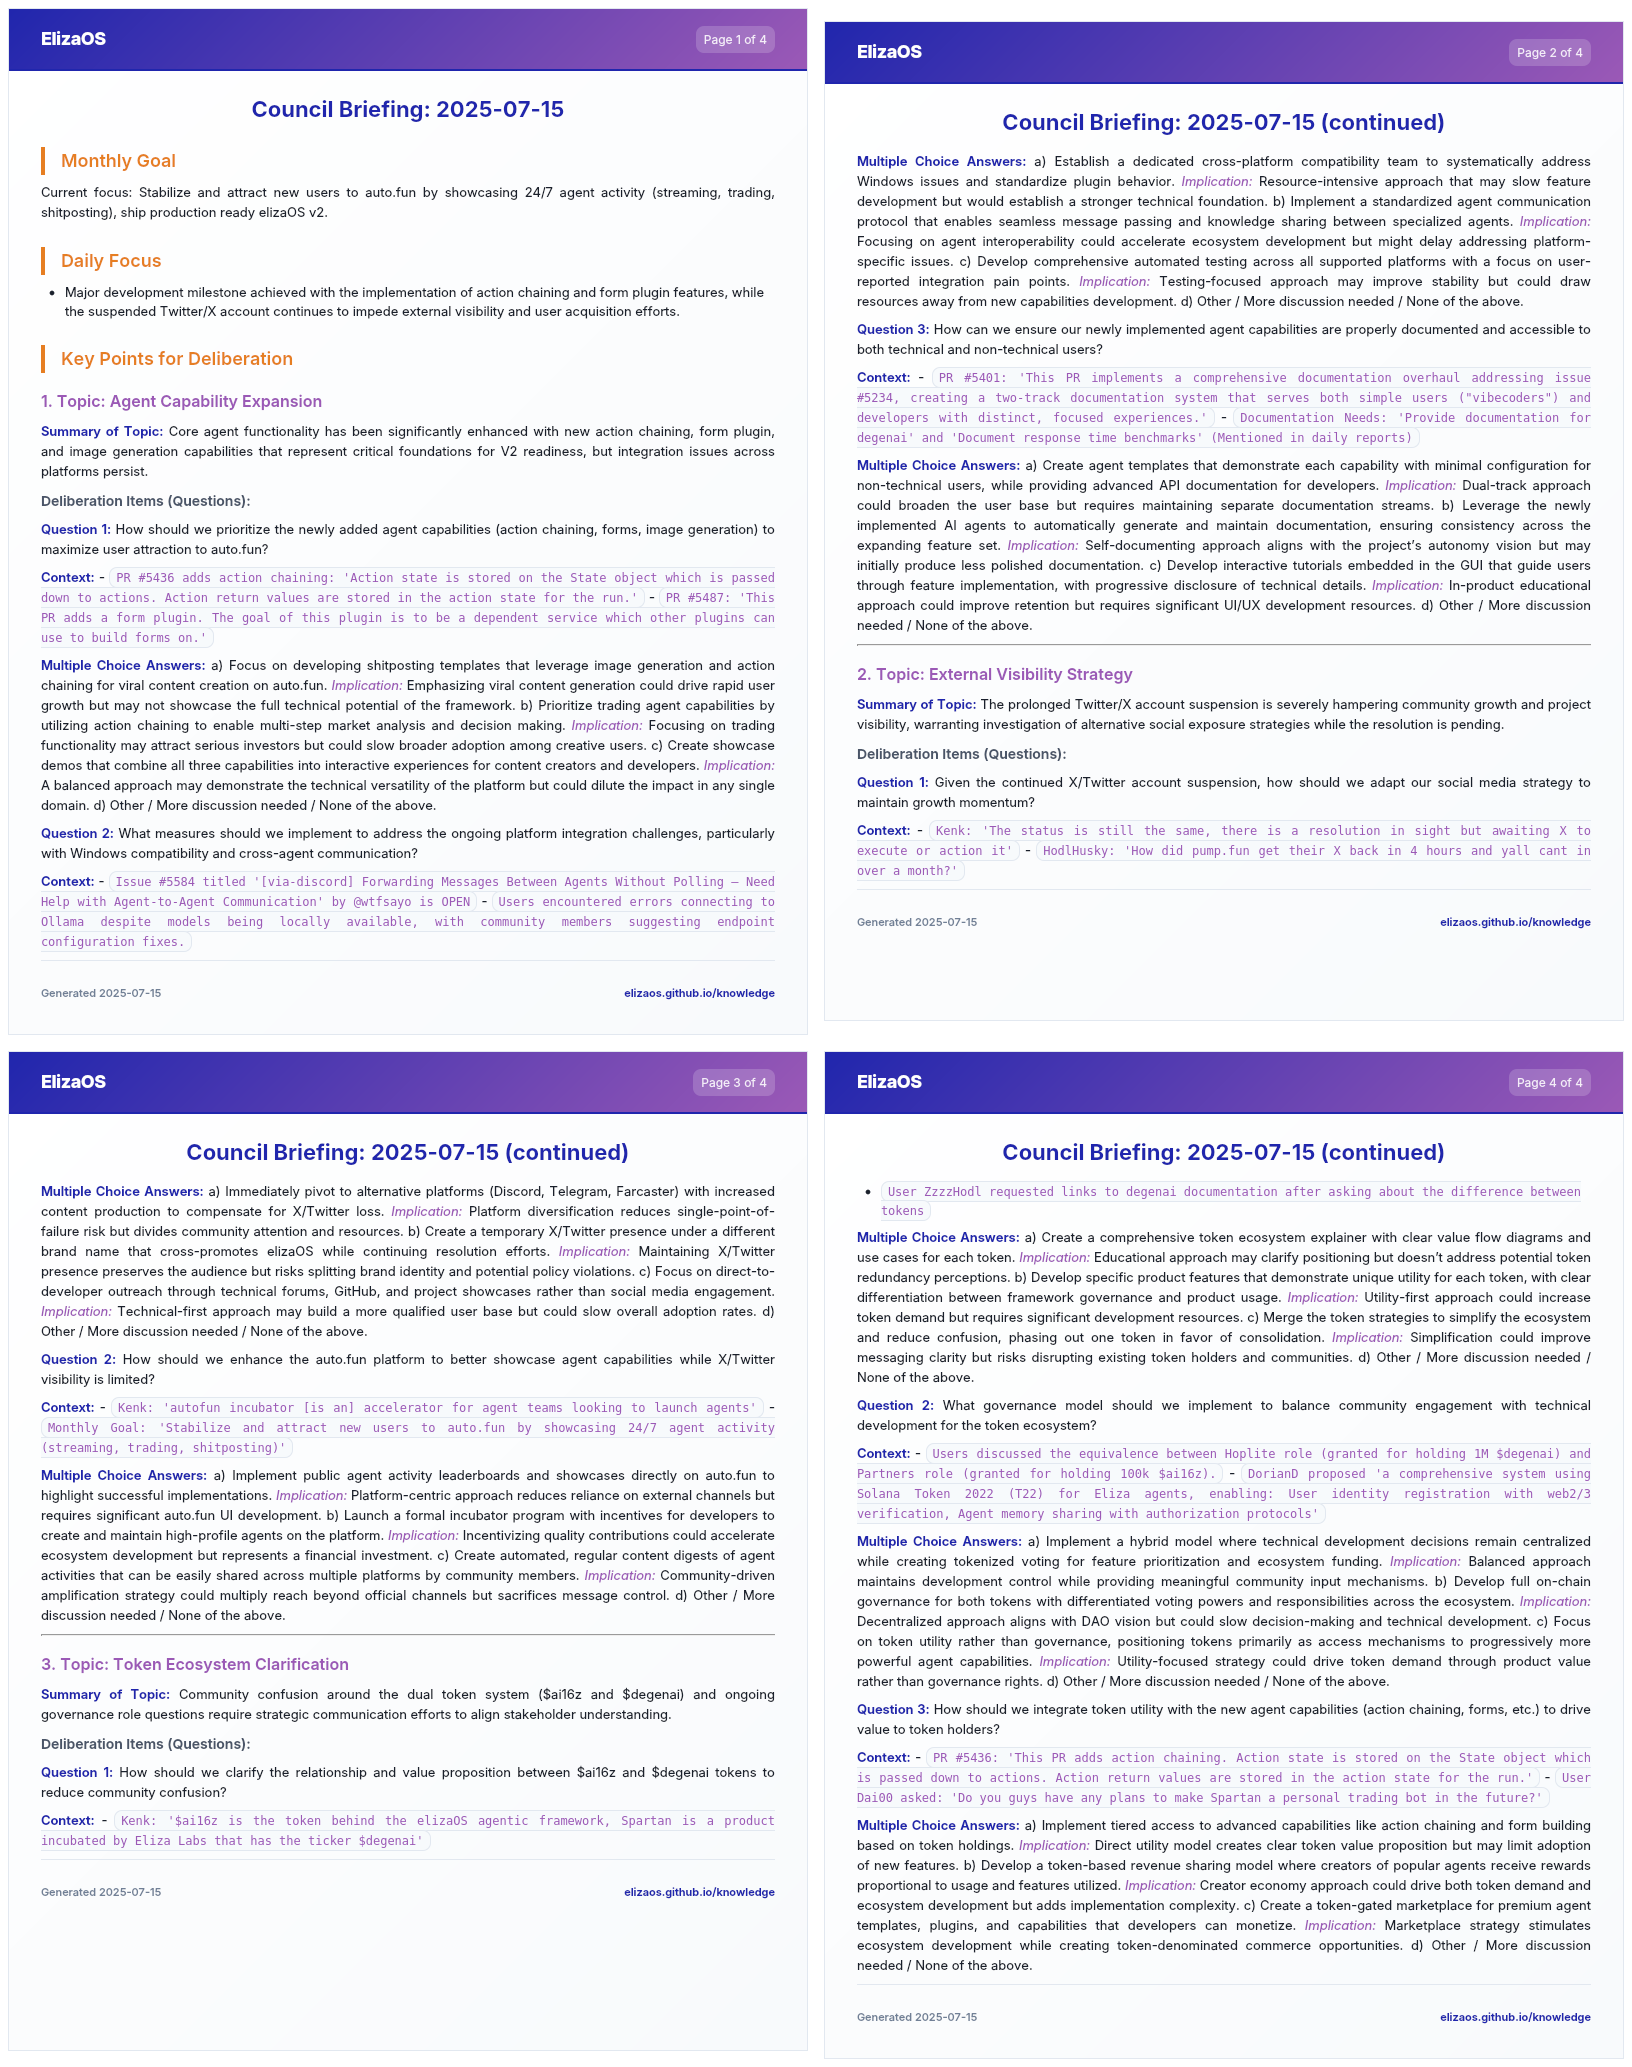 ElizaOS
Page 1 of 4
Council Briefing: 2025-07-15
Monthly Goal
Current focus: Stabilize and attract new users to auto.fun by showcasing 24/7 agent activity (streaming, trading,
shitposting), ship production ready elizaOS v2.
Daily Focus
• Major development milestone achieved with the implementation of action chaining and form plugin features, while
the suspended Twitter/X account continues to impede external visibility and user acquisition efforts.
Key Points for Deliberation
1. Topic: Agent Capability Expansion
Summary of Topic: Core agent functionality has been significantly enhanced with new action chaining, form plugin,
and image generation capabilities that represent critical foundations for V2 readiness, but integration issues across
platforms persist.
Deliberation Items (Questions):
Question 1: How should we prioritize the newly added agent capabilities (action chaining, forms, image generation) to
maximize user attraction to auto.fun?
Context: - PR #5436 adds action chaining: 'Action state is stored on the State object which is passed
down to actions. Action return values are stored in the action state for the run.' - PR #5487: 'This
PR adds a form plugin. The goal of this plugin is to be a dependent service which other plugins can
use to build forms on.'
Multiple Choice Answers: a) Focus on developing shitposting templates that leverage image generation and action
chaining for viral content creation on auto.fun. Implication: Emphasizing viral content generation could drive rapid user
growth but may not showcase the full technical potential of the framework. b) Prioritize trading agent capabilities by
utilizing action chaining to enable multi-step market analysis and decision making. Implication: Focusing on trading
functionality may attract serious investors but could slow broader adoption among creative users. c) Create showcase
demos that combine all three capabilities into interactive experiences for content creators and developers. Implication:
A balanced approach may demonstrate the technical versatility of the platform but could dilute the impact in any single
domain. d) Other / More discussion needed / None of the above.
Question 2: What measures should we implement to address the ongoing platform integration challenges, particularly
with Windows compatibility and cross-agent communication?
Context: - Issue #5584 titled '[via-discord] Forwarding Messages Between Agents Without Polling – Need
Help with Agent-to-Agent Communication' by @wtfsayo is OPEN - Users encountered errors connecting to
Ollama despite models being locally available, with community members suggesting endpoint
configuration fixes.
Generated 2025-07-15
elizaos.github.io/knowledge
ElizaOS
Page 2 of 4
Council Briefing: 2025-07-15 (continued)
Multiple Choice Answers: a) Establish a dedicated cross-platform compatibility team to systematically address
Windows issues and standardize plugin behavior. Implication: Resource-intensive approach that may slow feature
development but would establish a stronger technical foundation. b) Implement a standardized agent communication
protocol that enables seamless message passing and knowledge sharing between specialized agents. Implication:
Focusing on agent interoperability could accelerate ecosystem development but might delay addressing platform-
specific issues. c) Develop comprehensive automated testing across all supported platforms with a focus on user-
reported integration pain points. Implication: Testing-focused approach may improve stability but could draw
resources away from new capabilities development. d) Other / More discussion needed / None of the above.
Question 3: How can we ensure our newly implemented agent capabilities are properly documented and accessible to
both technical and non-technical users?
Context: - PR #5401: 'This PR implements a comprehensive documentation overhaul addressing issue
#5234, creating a two-track documentation system that serves both simple users ("vibecoders") and
developers with distinct, focused experiences.' - Documentation Needs: 'Provide documentation for
degenai' and 'Document response time benchmarks' (Mentioned in daily reports)
Multiple Choice Answers: a) Create agent templates that demonstrate each capability with minimal configuration for
non-technical users, while providing advanced API documentation for developers. Implication: Dual-track approach
could broaden the user base but requires maintaining separate documentation streams. b) Leverage the newly
implemented AI agents to automatically generate and maintain documentation, ensuring consistency across the
expanding feature set. Implication: Self-documenting approach aligns with the project's autonomy vision but may
initially produce less polished documentation. c) Develop interactive tutorials embedded in the GUI that guide users
through feature implementation, with progressive disclosure of technical details. Implication: In-product educational
approach could improve retention but requires significant UI/UX development resources. d) Other / More discussion
needed / None of the above.
2. Topic: External Visibility Strategy
Summary of Topic: The prolonged Twitter/X account suspension is severely hampering community growth and project
visibility, warranting investigation of alternative social exposure strategies while the resolution is pending.
Deliberation Items (Questions):
Question 1: Given the continued X/Twitter account suspension, how should we adapt our social media strategy to
maintain growth momentum?
Context: - Kenk: 'The status is still the same, there is a resolution in sight but awaiting X to
execute or action it' - HodlHusky: 'How did pump.fun get their X back in 4 hours and yall cant in
over a month?'
Generated 2025-07-15
elizaos.github.io/knowledge
ElizaOS
Page 3 of 4
Council Briefing: 2025-07-15 (continued)
Multiple Choice Answers: a) Immediately pivot to alternative platforms (Discord, Telegram, Farcaster) with increased
content production to compensate for X/Twitter loss. Implication: Platform diversification reduces single-point-of-
failure risk but divides community attention and resources. b) Create a temporary X/Twitter presence under a different
brand name that cross-promotes elizaOS while continuing resolution efforts. Implication: Maintaining X/Twitter
presence preserves the audience but risks splitting brand identity and potential policy violations. c) Focus on direct-to-
developer outreach through technical forums, GitHub, and project showcases rather than social media engagement.
Implication: Technical-first approach may build a more qualified user base but could slow overall adoption rates. d)
Other / More discussion needed / None of the above.
Question 2: How should we enhance the auto.fun platform to better showcase agent capabilities while X/Twitter
visibility is limited?
Context: - Kenk: 'autofun incubator [is an] accelerator for agent teams looking to launch agents' -
Monthly Goal: 'Stabilize and attract new users to auto.fun by showcasing 24/7 agent activity
(streaming, trading, shitposting)'
Multiple Choice Answers: a) Implement public agent activity leaderboards and showcases directly on auto.fun to
highlight successful implementations. Implication: Platform-centric approach reduces reliance on external channels but
requires significant auto.fun UI development. b) Launch a formal incubator program with incentives for developers to
create and maintain high-profile agents on the platform. Implication: Incentivizing quality contributions could accelerate
ecosystem development but represents a financial investment. c) Create automated, regular content digests of agent
activities that can be easily shared across multiple platforms by community members. Implication: Community-driven
amplification strategy could multiply reach beyond official channels but sacrifices message control. d) Other / More
discussion needed / None of the above.
3. Topic: Token Ecosystem Clarification
Summary of Topic: Community confusion around the dual token system ($ai16z and $degenai) and ongoing
governance role questions require strategic communication efforts to align stakeholder understanding.
Deliberation Items (Questions):
Question 1: How should we clarify the relationship and value proposition between $ai16z and $degenai tokens to
reduce community confusion?
Context: - Kenk: '$ai16z is the token behind the elizaOS agentic framework, Spartan is a product
incubated by Eliza Labs that has the ticker $degenai'
Generated 2025-07-15
elizaos.github.io/knowledge
ElizaOS
Page 4 of 4
Council Briefing: 2025-07-15 (continued)
• User ZzzzHodl requested links to degenai documentation after asking about the difference between
tokens
Multiple Choice Answers: a) Create a comprehensive token ecosystem explainer with clear value flow diagrams and
use cases for each token. Implication: Educational approach may clarify positioning but doesn't address potential token
redundancy perceptions. b) Develop specific product features that demonstrate unique utility for each token, with clear
differentiation between framework governance and product usage. Implication: Utility-first approach could increase
token demand but requires significant development resources. c) Merge the token strategies to simplify the ecosystem
and reduce confusion, phasing out one token in favor of consolidation. Implication: Simplification could improve
messaging clarity but risks disrupting existing token holders and communities. d) Other / More discussion needed /
None of the above.
Question 2: What governance model should we implement to balance community engagement with technical
development for the token ecosystem?
Context: - Users discussed the equivalence between Hoplite role (granted for holding 1M $degenai) and
Partners role (granted for holding 100k $ai16z). - DorianD proposed 'a comprehensive system using
Solana Token 2022 (T22) for Eliza agents, enabling: User identity registration with web2/3
verification, Agent memory sharing with authorization protocols'
Multiple Choice Answers: a) Implement a hybrid model where technical development decisions remain centralized
while creating tokenized voting for feature prioritization and ecosystem funding. Implication: Balanced approach
maintains development control while providing meaningful community input mechanisms. b) Develop full on-chain
governance for both tokens with differentiated voting powers and responsibilities across the ecosystem. Implication:
Decentralized approach aligns with DAO vision but could slow decision-making and technical development. c) Focus
on token utility rather than governance, positioning tokens primarily as access mechanisms to progressively more
powerful agent capabilities. Implication: Utility-focused strategy could drive token demand through product value
rather than governance rights. d) Other / More discussion needed / None of the above.
Question 3: How should we integrate token utility with the new agent capabilities (action chaining, forms, etc.) to drive
value to token holders?
Context: - PR #5436: 'This PR adds action chaining. Action state is stored on the State object which
is passed down to actions. Action return values are stored in the action state for the run.' - User
Dai00 asked: 'Do you guys have any plans to make Spartan a personal trading bot in the future?'
Multiple Choice Answers: a) Implement tiered access to advanced capabilities like action chaining and form building
based on token holdings. Implication: Direct utility model creates clear token value proposition but may limit adoption
of new features. b) Develop a token-based revenue sharing model where creators of popular agents receive rewards
proportional to usage and features utilized. Implication: Creator economy approach could drive both token demand and
ecosystem development but adds implementation complexity. c) Create a token-gated marketplace for premium agent
templates, plugins, and capabilities that developers can monetize. Implication: Marketplace strategy stimulates
ecosystem development while creating token-denominated commerce opportunities. d) Other / More discussion
needed / None of the above.
Generated 2025-07-15
elizaos.github.io/knowledge